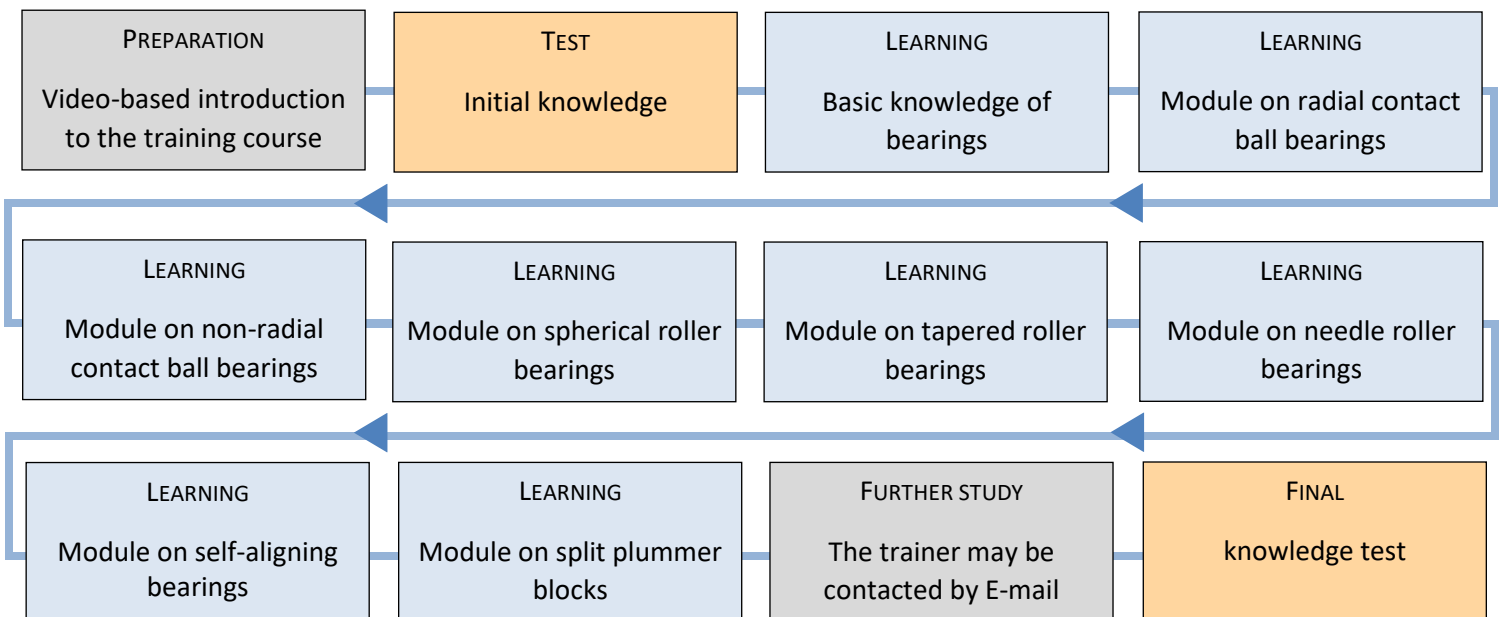 PREPARATION
Video-based introduction
to the training course
TEST
Initial knowledge
LEARNING
Basic knowledge of
bearings
LEARNING
Module on radial contact
ball bearings
LEARNING
Module on non-radial
contact ball bearings
LEARNING
Module on spherical roller
bearings
LEARNING
Module on tapered roller
bearings
LEARNING
Module on needle roller
bearings
LEARNING
Module on self-aligning
bearings
LEARNING
Module on split plummer
blocks
FURTHER STUDY
The trainer may be
contacted by E-mail
FINAL
knowledge test